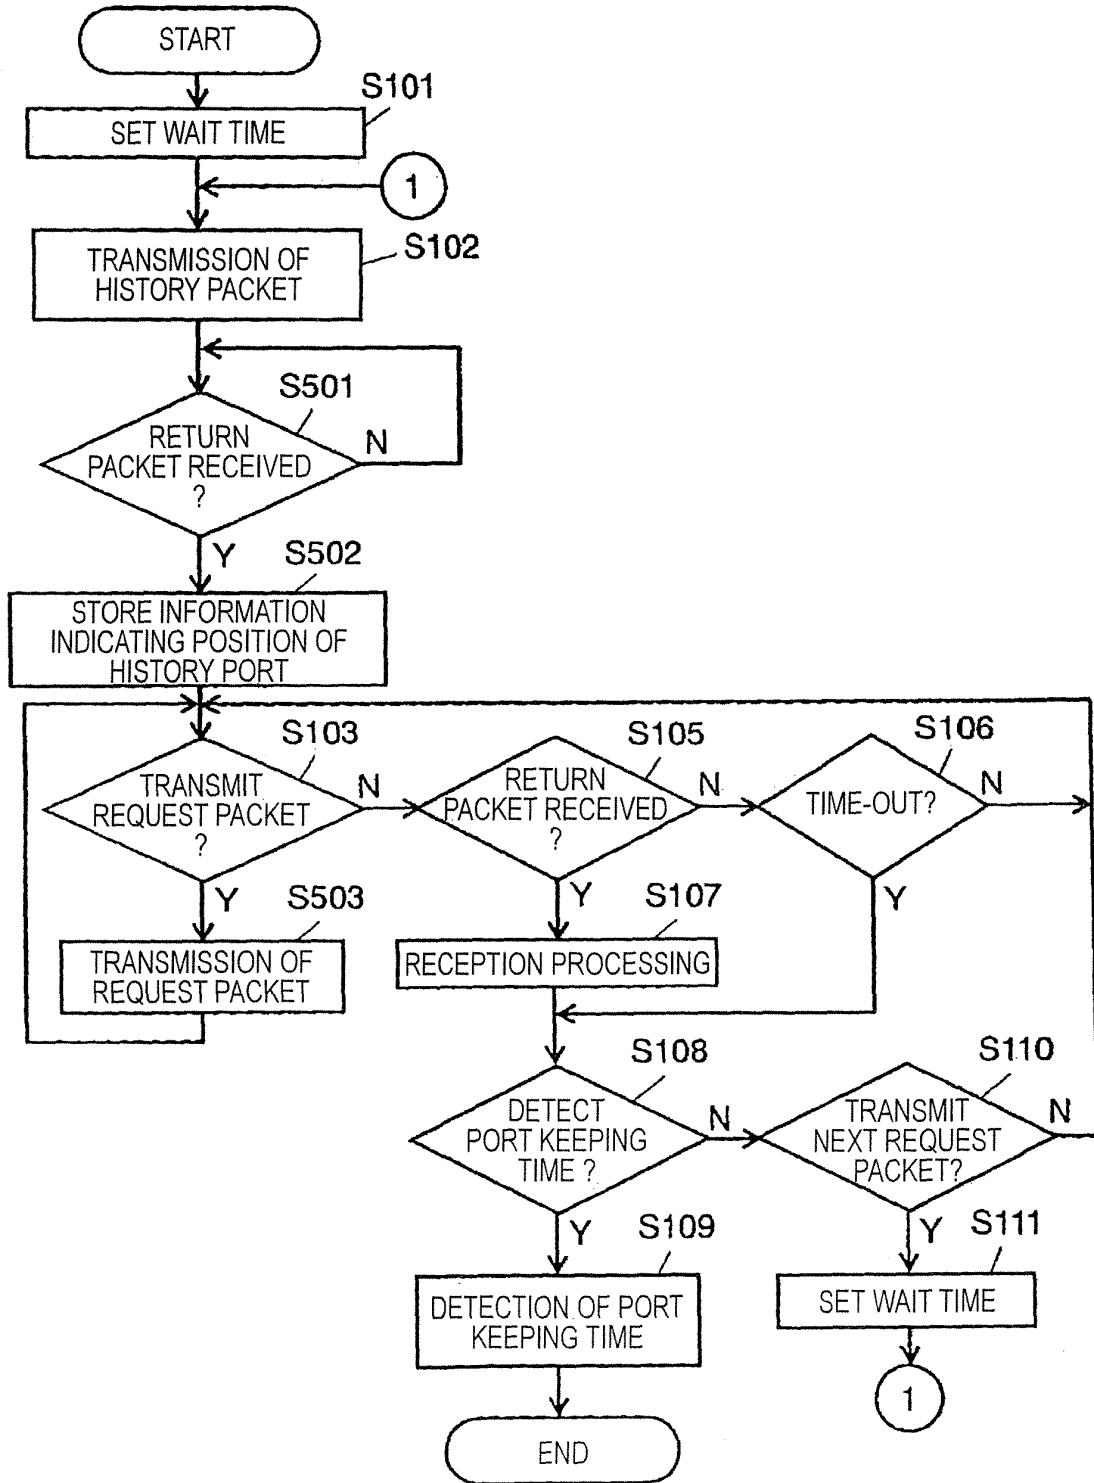 START
S101
SET WAIT TIME
1
S102
TRANSMISSION OF
HISTORY PACKET
S501
RETURN
PACKET RECEIVED
?
N
Y
S502
STORE INFORMATION
INDICATING POSITION OF
HISTORY PORT
S103
TRANSMIT
REQUEST PACKET
?
N
Y
S105
RETURN
PACKET RECEIVED
?
N
Y
S106
TIME-OUT?
N
Y
S503
TRANSMISSION OF
REQUEST PACKET
S107
RECEPTION PROCESSING
S108
DETECT
PORT KEEPING
TIME ?
N
Y
S110
TRANSMIT
NEXT REQUEST
PACKET?
N
Y
S109
DETECTION OF PORT
KEEPING TIME
S111
SET WAIT TIME
1
END